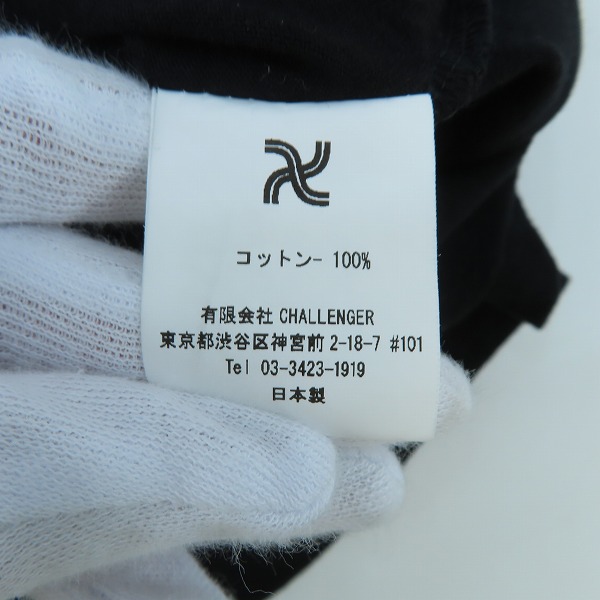 コットン- 100%
有限会社 CHALLENGER
東京都渋谷区神宮前 2-18-7 #101
Tel 03-3423-1919
日本製